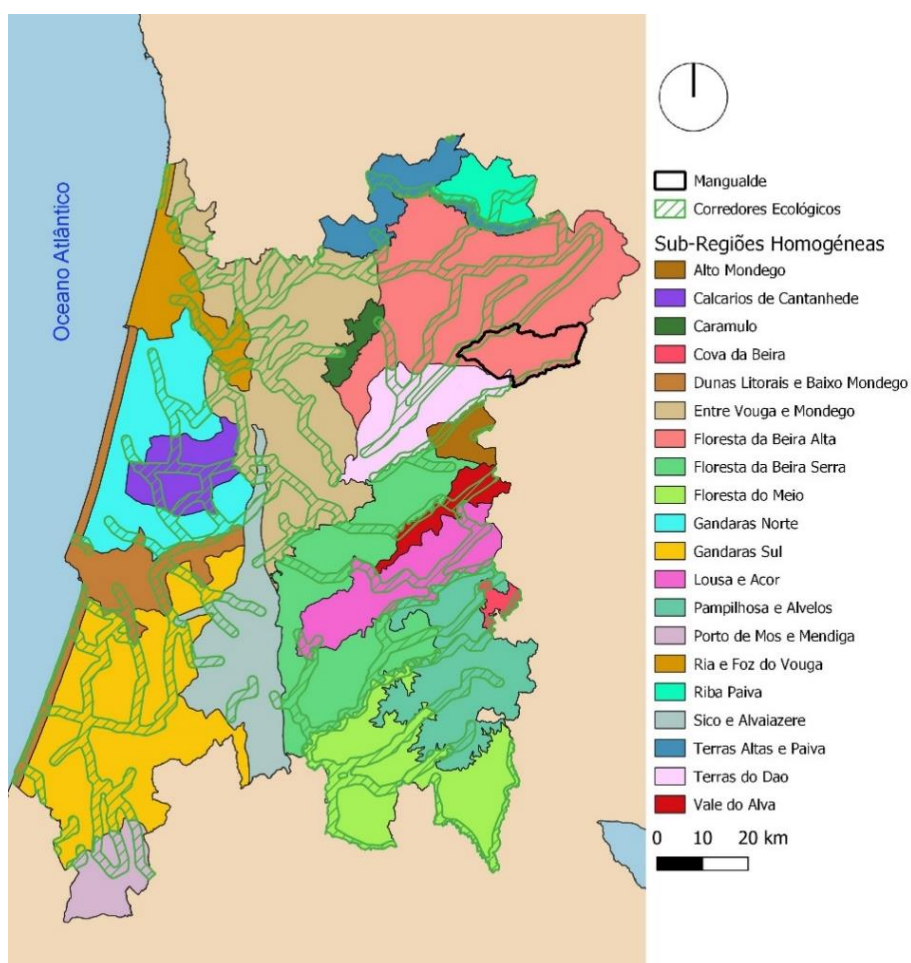 Oceano Atlântico
Mangualde
Corredores Ecológicos
Sub-Regiões Homogéneas
Alto Mondego
Calcarios de Cantanhede
Caramulo
Cova da Beira
Dunas Litorais e Baixo Mondego
Entre Vouga e Mondego
Floresta da Beira Alta
Floresta da Beira Serra
Floresta do Meio
Gandaras Norte
Gandaras Sul
Lousa e Acor
Pampilhosa e Alvelos
Porto de Mos e Mendiga
Ria e Foz do Vouga
Riba Paiva
Sico e Alvaiazere
Terras Altas e Paiva
Terras do Dao
Vale do Alva
0 10 20 km